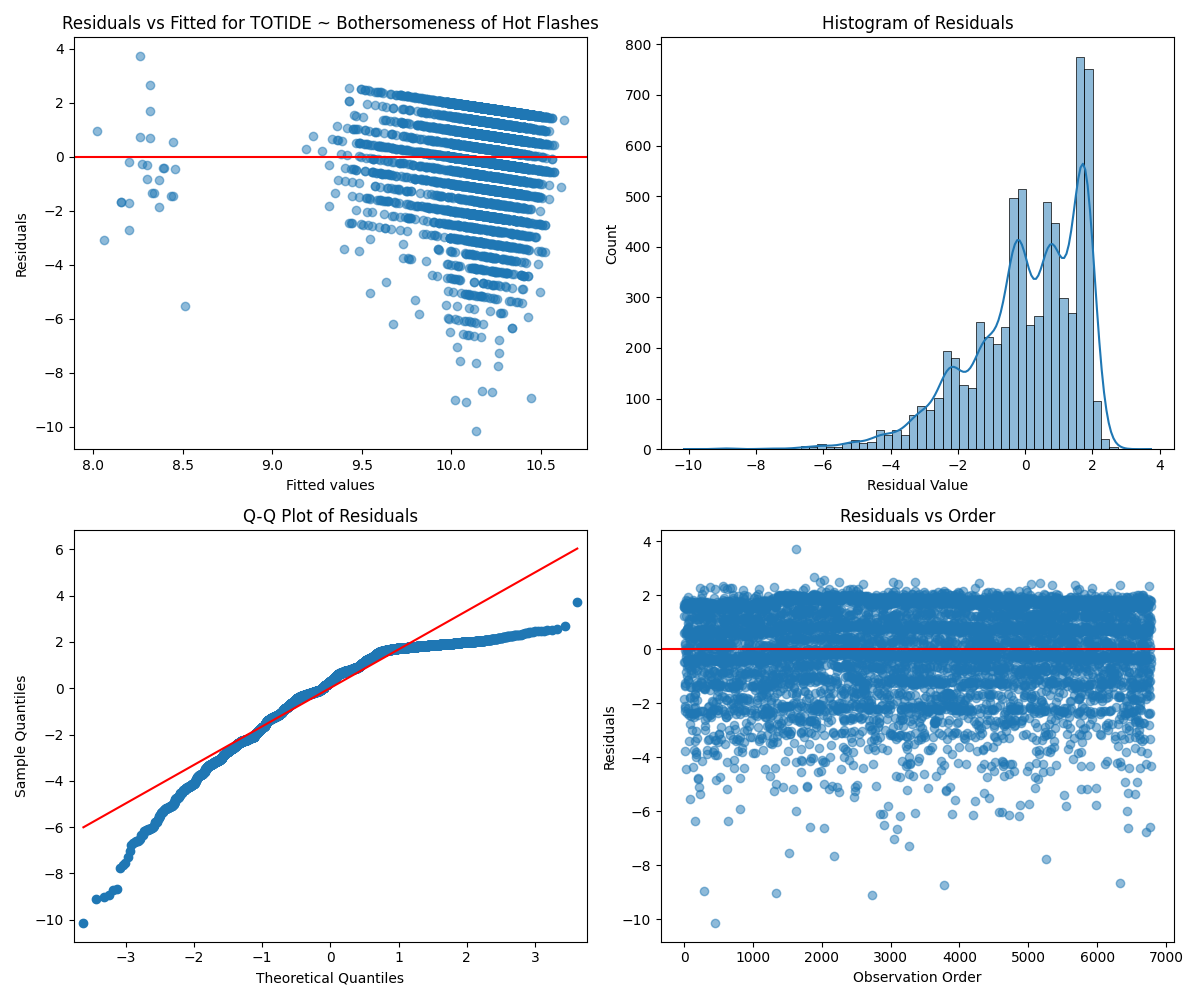 Residuals vs Fitted for TOTIDE ~ Bothersomeness of Hot Flashes
4
2
0
−2
−4
−6
−8
−10
Residuals
8.0 8.5 9.0 9.5 10.0 10.5
Fitted values
Histogram of Residuals
800
700
600
500
400
300
200
100
0
Count
−10 −8 −6 −4 −2 0 2 4
Residual Value
Q-Q Plot of Residuals
6
4
2
0
−2
−4
−6
−8
−10
Sample Quantiles
−3 −2 −1 0 1 2 3
Theoretical Quantiles
Residuals vs Order
4
2
0
−2
−4
−6
−8
−10
Residuals
0 1000 2000 3000 4000 5000 6000 7000
Observation Order